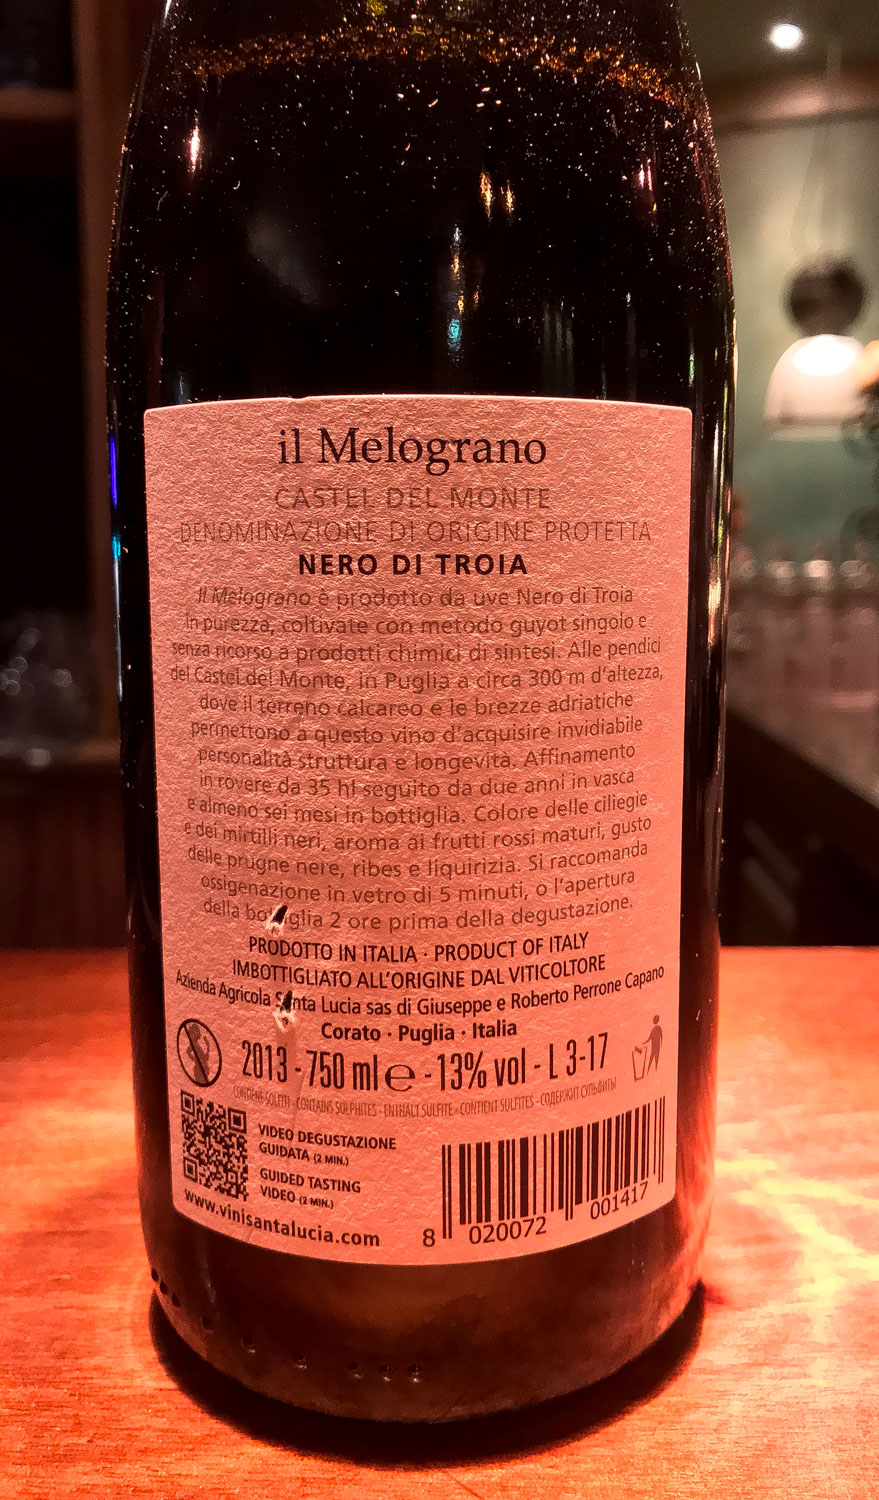 il Melograno
CASTEL DEL MONTE
DENOMINAZIONE DI ORIGINE PROTETTA
NERO DI TROIA
Il Melograno è prodotto da uve Nero di Troia
in purezza, coltivate con metodo guyot singolo e
senza ricorso a prodotti chimici di sintesi. Alle pendici
del Castel del Monte, in Puglia a circa 300 m d'altezza,
dove il terreno calcareo e le brezze adriatiche
permettono a questo vino d'acquisire invidiabile
personalità struttura e longevità. Affinamento
in rovere da 35 hl seguito da due anni in vasca
e almeno sei mesi in bottiglia. Colore delle ciliegie
e dei mirtilli neri, aroma ai frutti rossi maturi, gusto
delle prugne nere, ribes e liquirizia. Si raccomanda
ossigenazione in vetro di 5 minuti, o l'apertura
della bottiglia 2 ore prima della degustazione.
PRODOTTO IN ITALIA · PRODUCT OF ITALY
IMBOTTIGLIATO ALL'ORIGINE DAL VITICOLTORE
Azienda Agricola Santa Lucia sas di Giuseppe e Roberto Perrone Capano
Corato · Puglia · Italia
2013 - 750 ml e - 13% vol - L 3-17
CONTIENE SOLFITI - CONTAINS SULPHITES - ENTHÄLT SULFITE - CONTIENT SULFITES - СОДЕРЖИТ СУЛЬФИТЫ
VIDEO DEGUSTAZIONE
GUIDATA (2 MIN.)
GUIDED TASTING
VIDEO (2 MIN.)
www.vinisantalucia.com
8 020072 001417